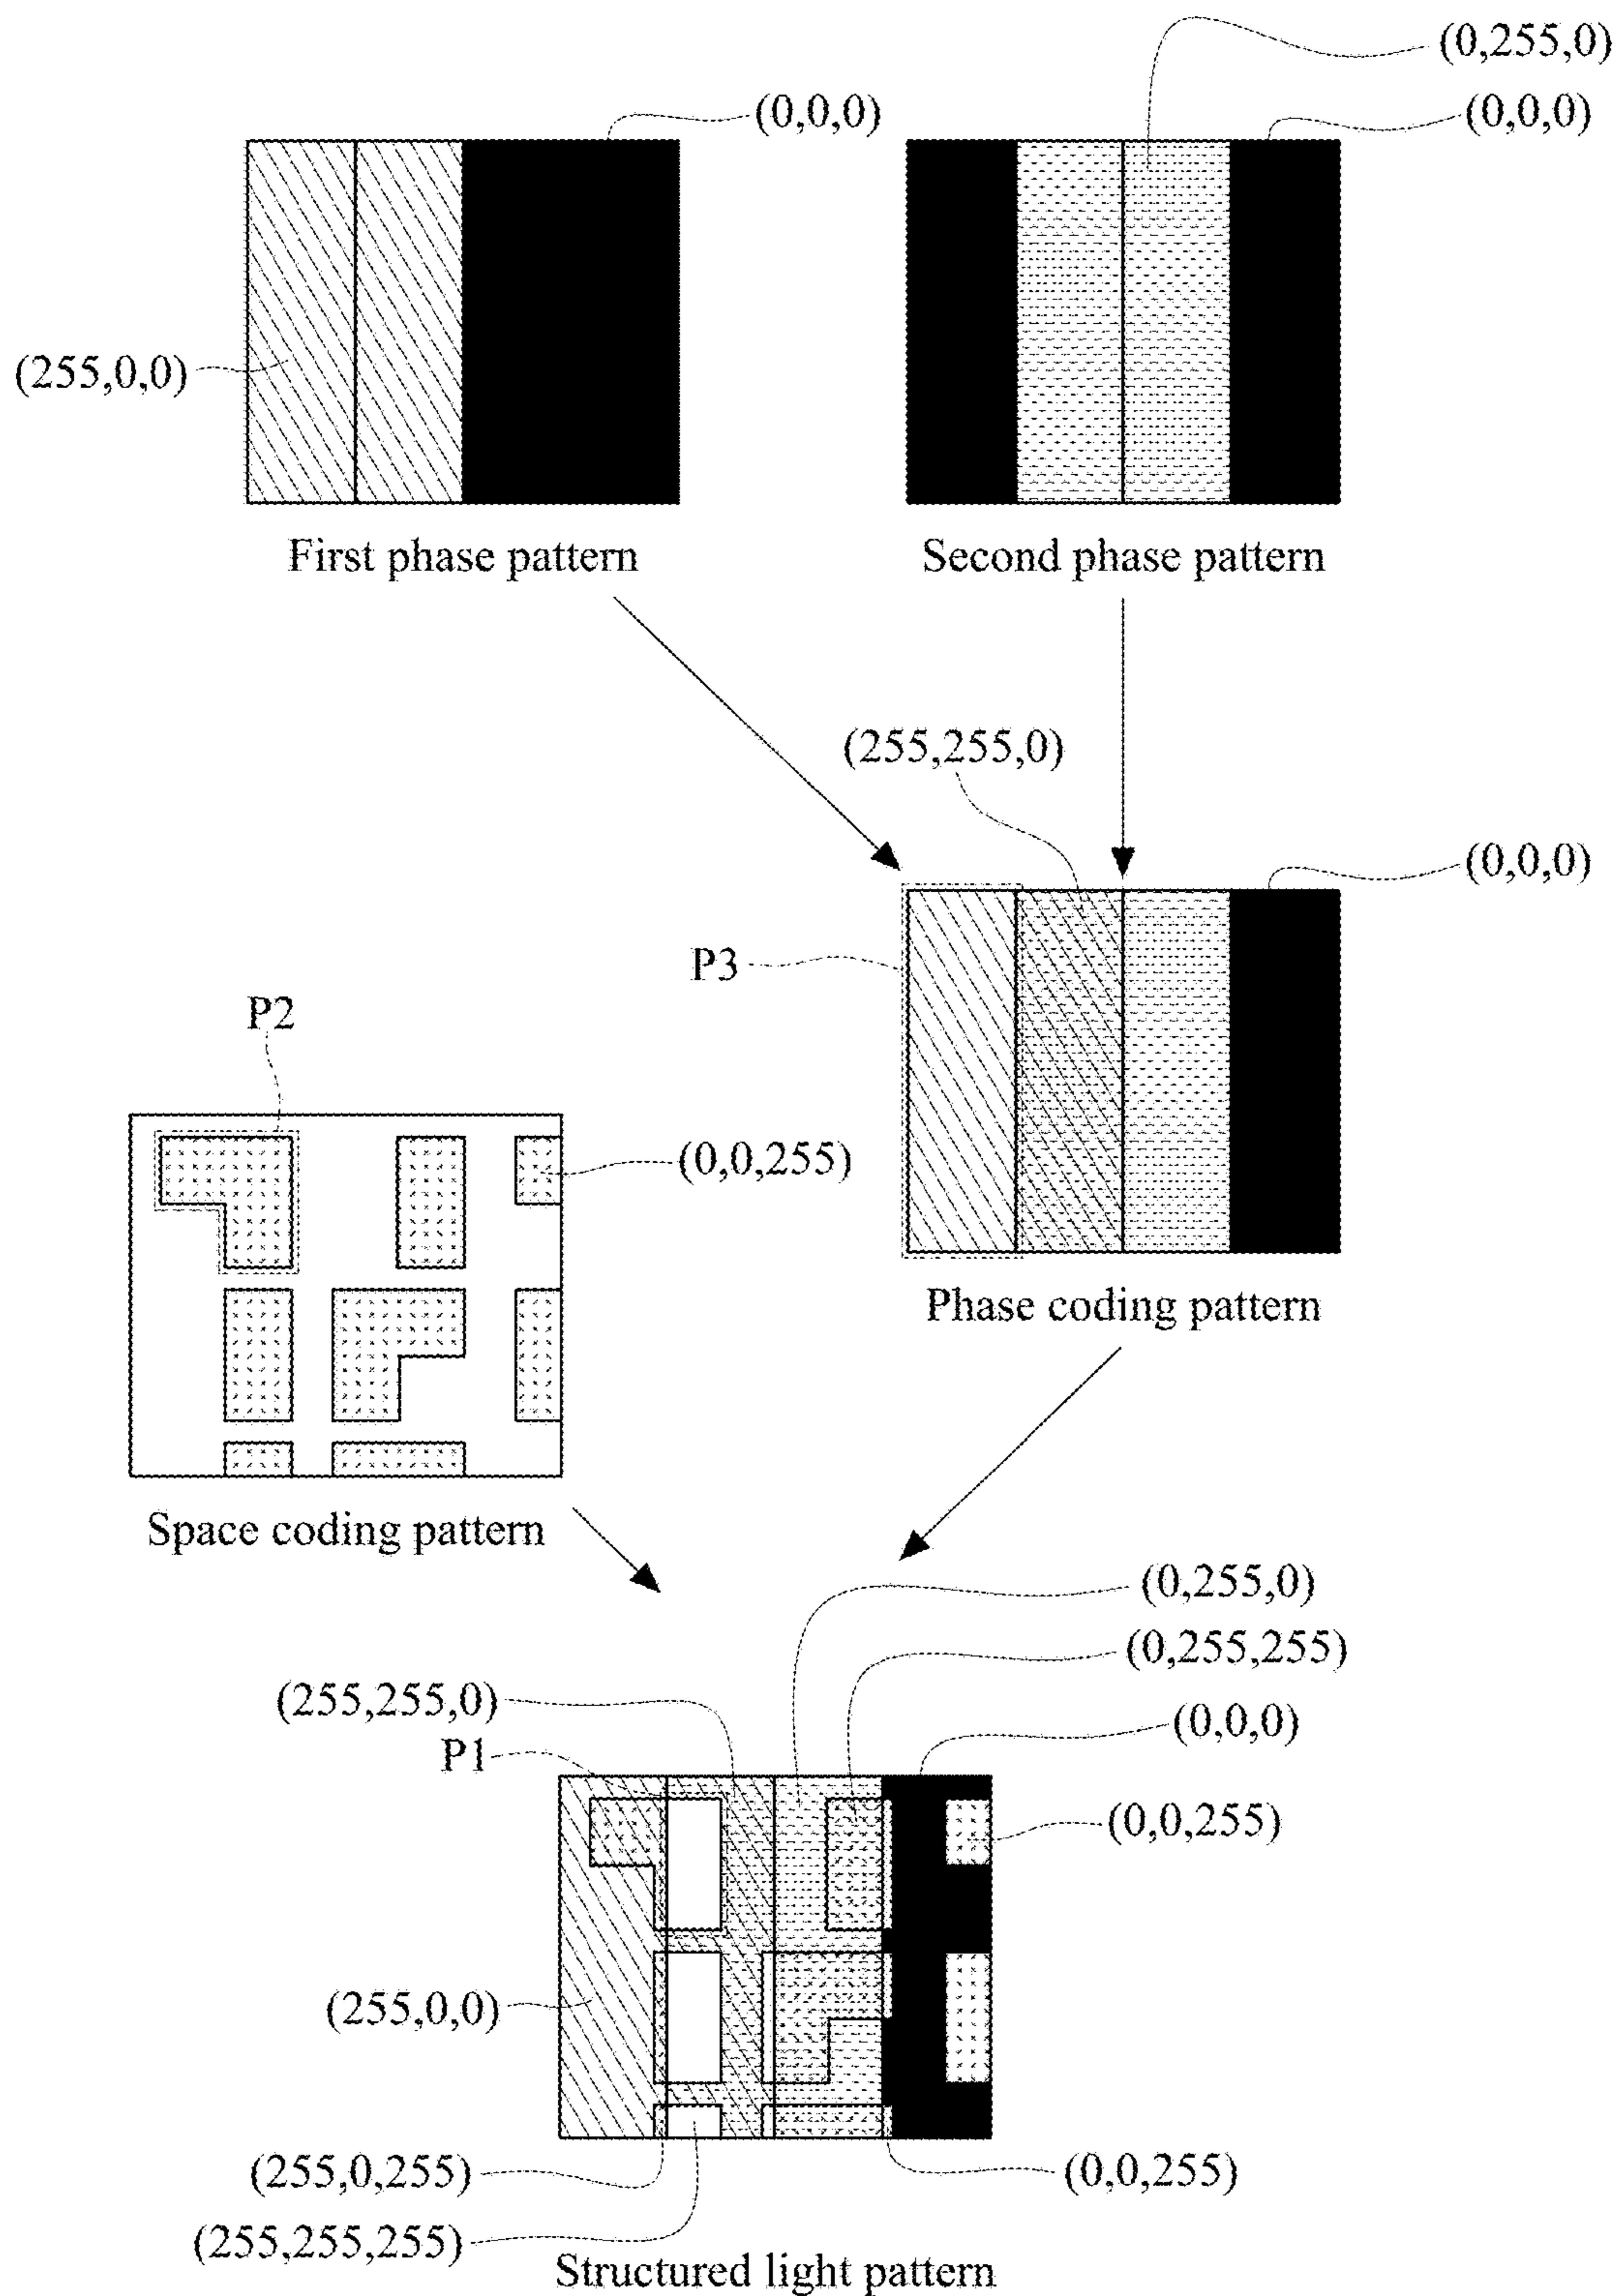 (0,255,0)
(0,0,0)
(0,0,0)
(255,0,0)
First phase pattern
Second phase pattern
(255,255,0)
(0,0,0)
P3
P2
(0,0,255)
Phase coding pattern
Space coding pattern
(0,255,0)
(0,255,255)
(255,255,0)
(0,0,0)
P1
(0,0,255)
(255,0,0)
(255,0,255)
(0,0,255)
(255,255,255)
Structured light pattern